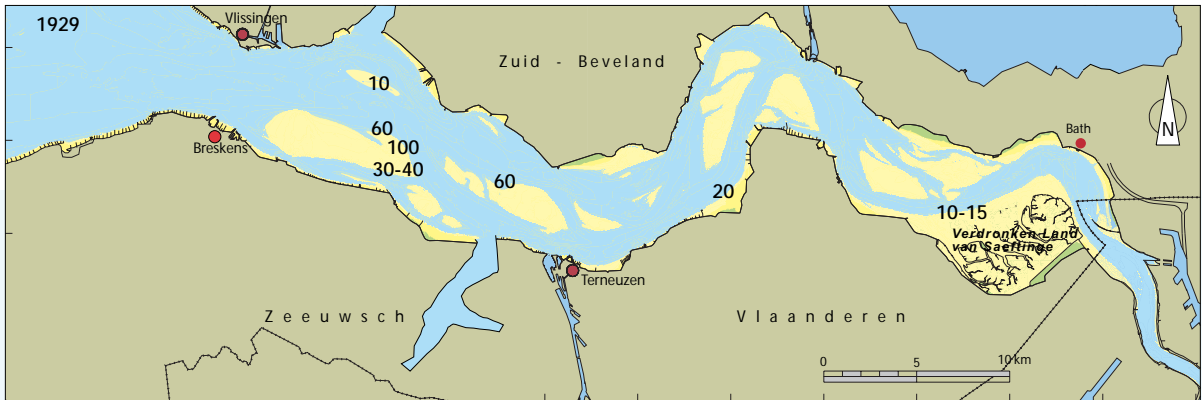 1929
Vlissingen
Zuid - Beveland
10
60
100
30-40
Breskens
60
20
Bath
N
10-15
Verdronken Land
van Saeftinge
Terneuzen
Zeeuwsch
Vlaanderen
0 5 10 km